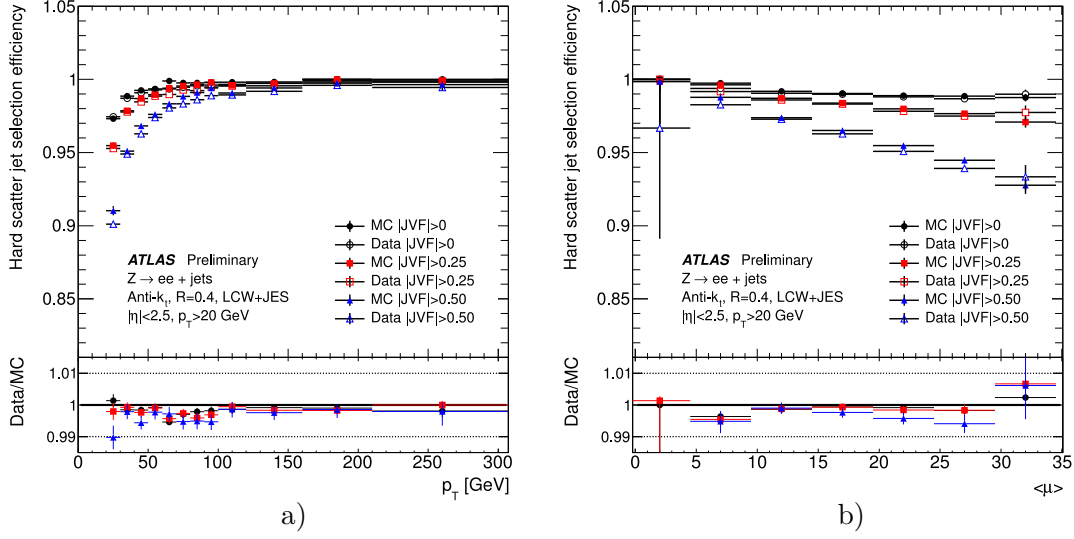 Hard scatter jet selection efficiency
1.05
1
0.95
0.9
0.85
MC |JVF|>0
Data |JVF|>0
MC |JVF|>0.25
Data |JVF|>0.25
MC |JVF|>0.50
Data |JVF|>0.50
ATLAS Preliminary
Z → ee + jets
Anti-k_t, R=0.4, LCW+JES
|η|<2.5, p_T>20 GeV
Data/MC
1.01
1
0.99
0 50 100 150 200 250 300
p_T [GeV]
a)
Hard scatter jet selection efficiency
1.05
1
0.95
0.9
0.85
MC |JVF|>0
Data |JVF|>0
MC |JVF|>0.25
Data |JVF|>0.25
MC |JVF|>0.50
Data |JVF|>0.50
ATLAS Preliminary
Z → ee + jets
Anti-k_t, R=0.4, LCW+JES
|η|<2.5, p_T>20 GeV
Data/MC
1.01
1
0.99
0 5 10 15 20 25 30 35
<μ>
b)